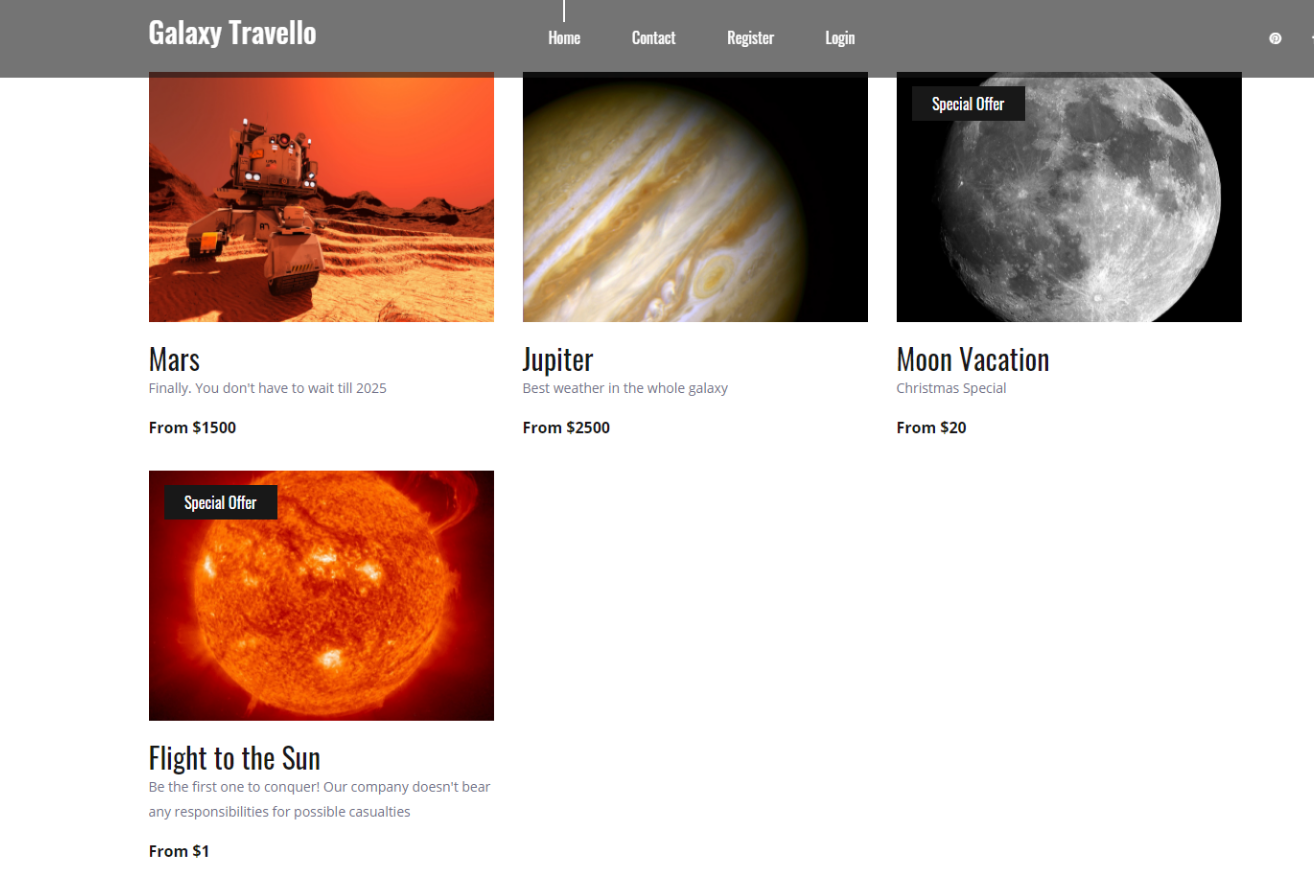 Galaxy Travello
Home Contact Register Login
Special Offer
Mars
Finally. You don't have to wait till 2025
From $1500
Jupiter
Best weather in the whole galaxy
From $2500
Moon Vacation
Christmas Special
From $20
Special Offer
Flight to the Sun
Be the first one to conquer! Our company doesn't bear
any responsibilities for possible casualties
From $1